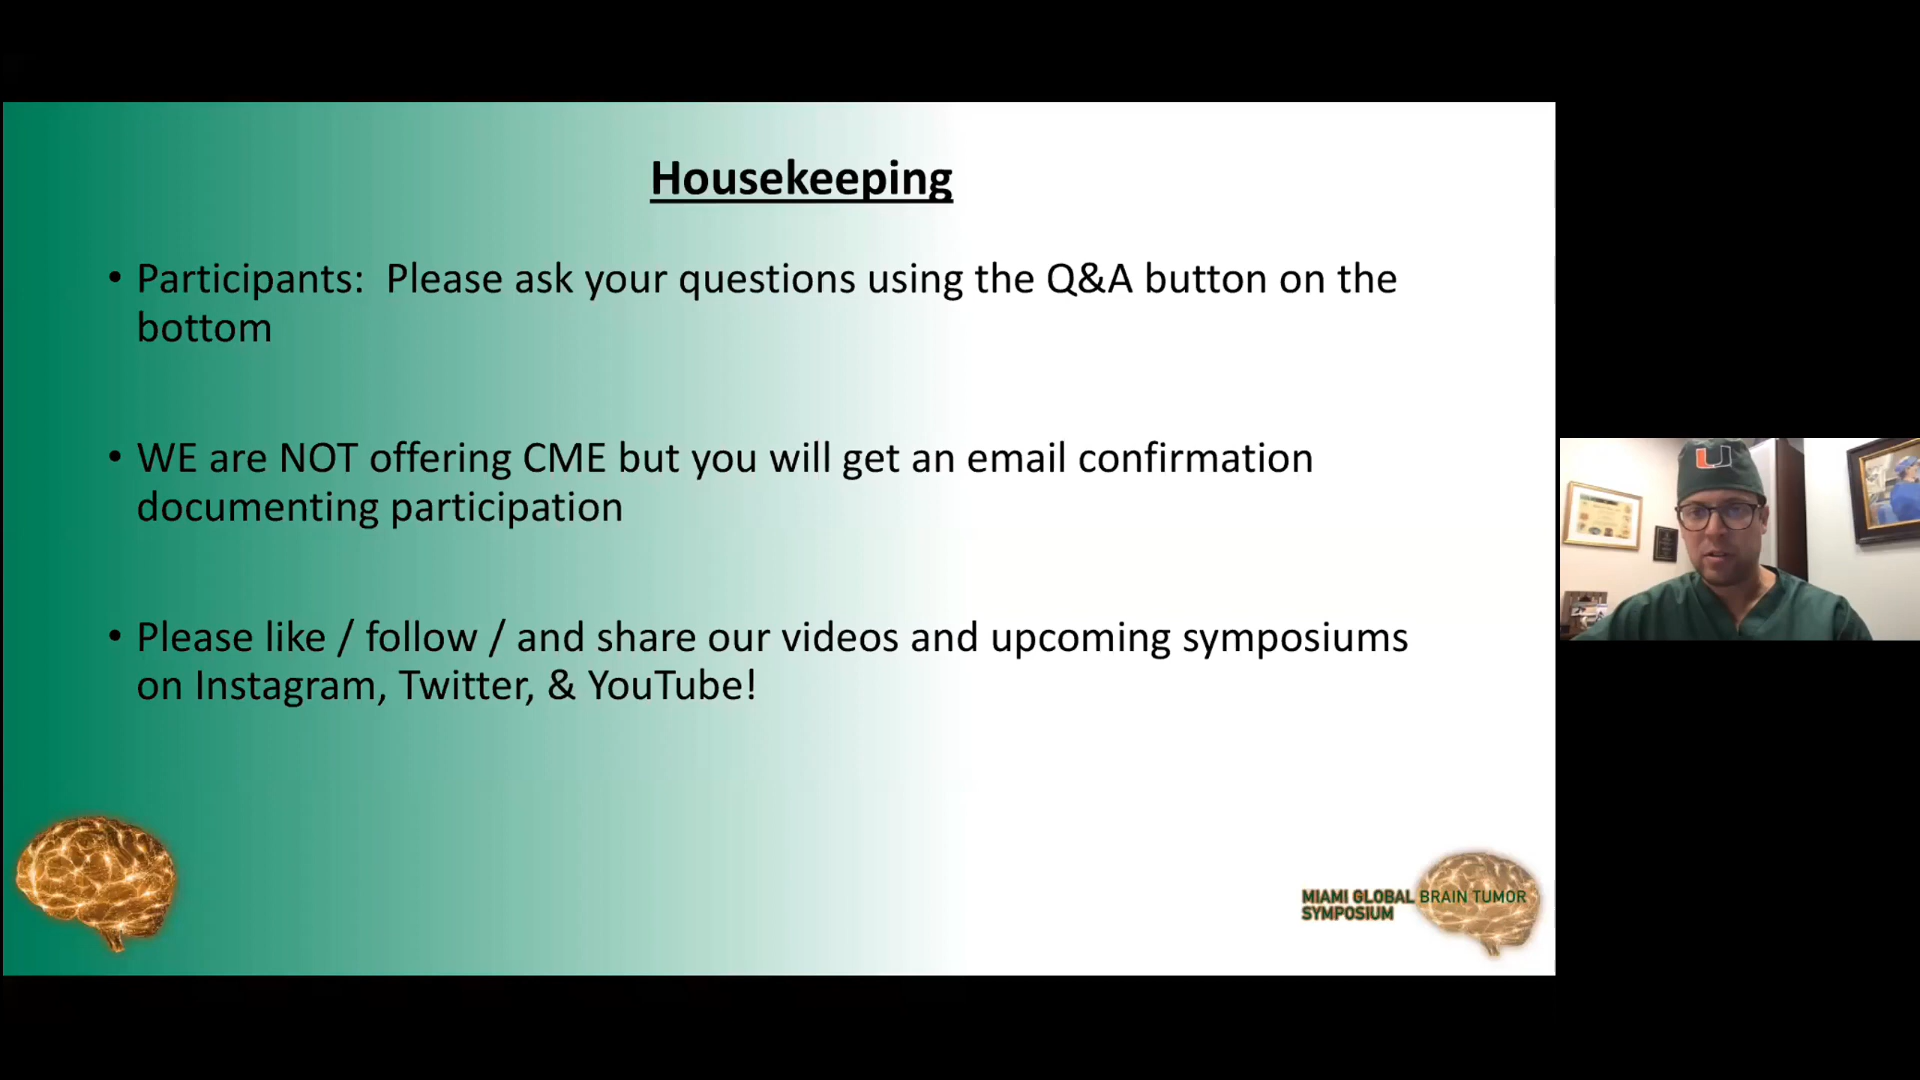 Housekeeping
• Participants:  Please ask your questions using the Q&A button on the
bottom
• WE are NOT offering CME but you will get an email confirmation
documenting participation
• Please like / follow / and share our videos and upcoming symposiums
on Instagram, Twitter, & YouTube!
MIAMI GLOBAL BRAIN TUMOR
SYMPOSIUM
U